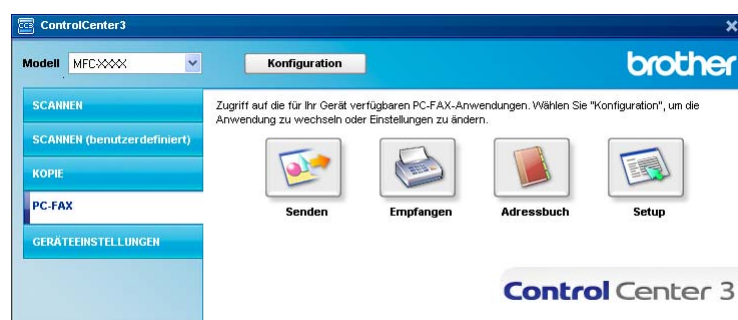 CC3 ControlCenter3
Modell MFC-XXXX Konfiguration brother
SCANNEN
SCANNEN (benutzerdefiniert)
KOPIE
PC-FAX
GERÄTEEINSTELLUNGEN
Zugriff auf die für Ihr Gerät verfügbaren PC-FAX-Anwendungen. Wählen Sie "Konfiguration", um die
Anwendung zu wechseln oder Einstellungen zu ändern.
Senden Empfangen Adressbuch Setup
Control Center 3